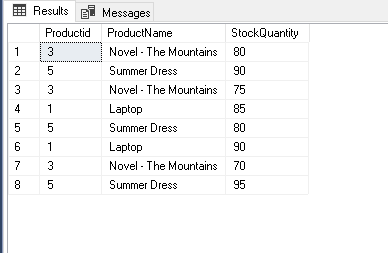 Results Messages
Productid ProductName StockQuantity
1 3 Novel - The Mountains 80
2 5 Summer Dress 90
3 3 Novel - The Mountains 75
4 1 Laptop 85
5 5 Summer Dress 80
6 1 Laptop 90
7 3 Novel - The Mountains 70
8 5 Summer Dress 95